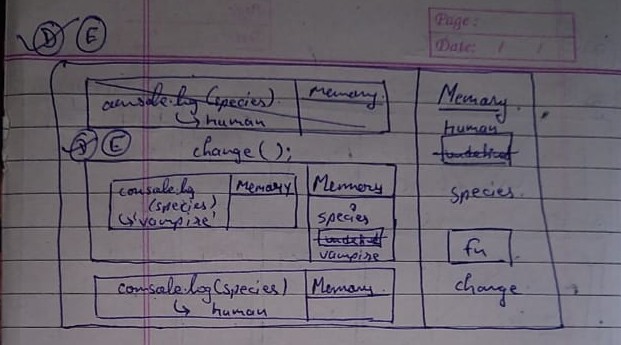 Page:
Date: / /
D E
console.log(species)
↳ human
Memory
D E
change();
console.log
(species)
↳ vampire
Memory
Memory
species
undefined
vampire
console.log(species)
↳ human
Memory
Memory
human
undefined
species
fn
change